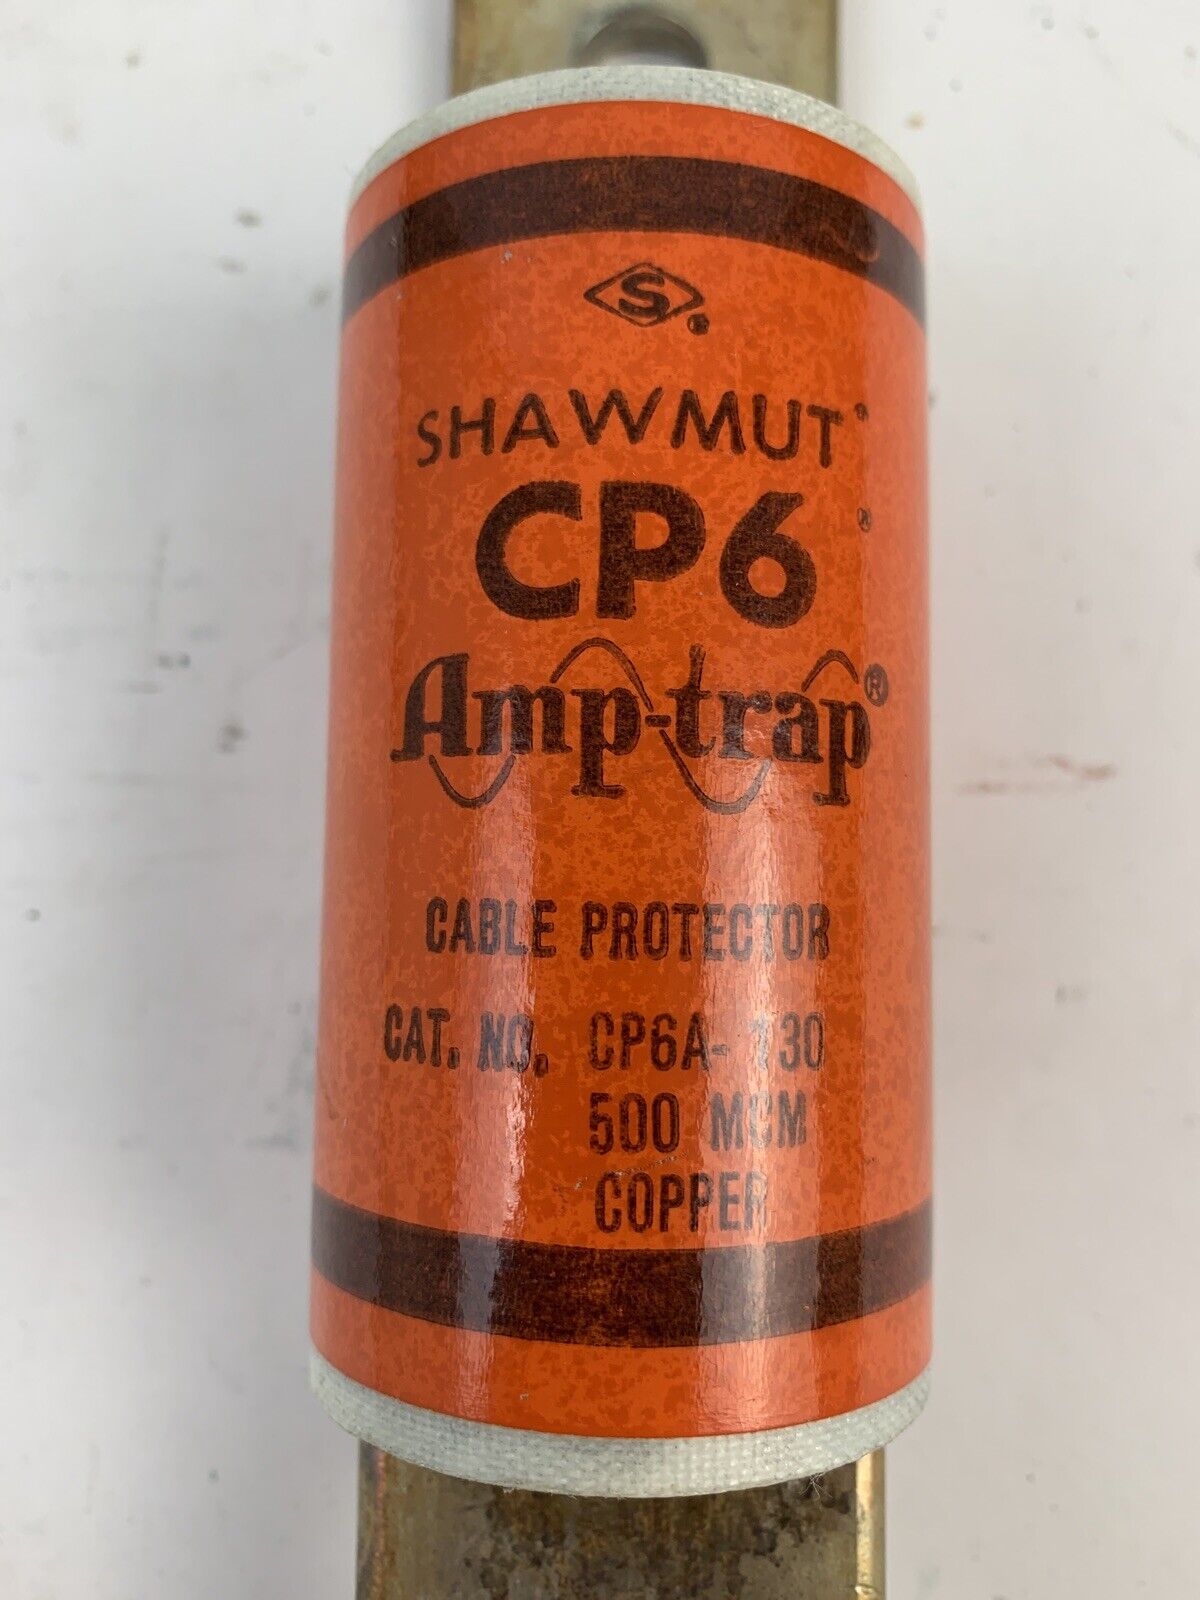 S®
SHAWMUT®
CP6®
Amp-trap®
CABLE PROTECTOR
CAT. NO. CP6A-130
500 MCM
COPPER